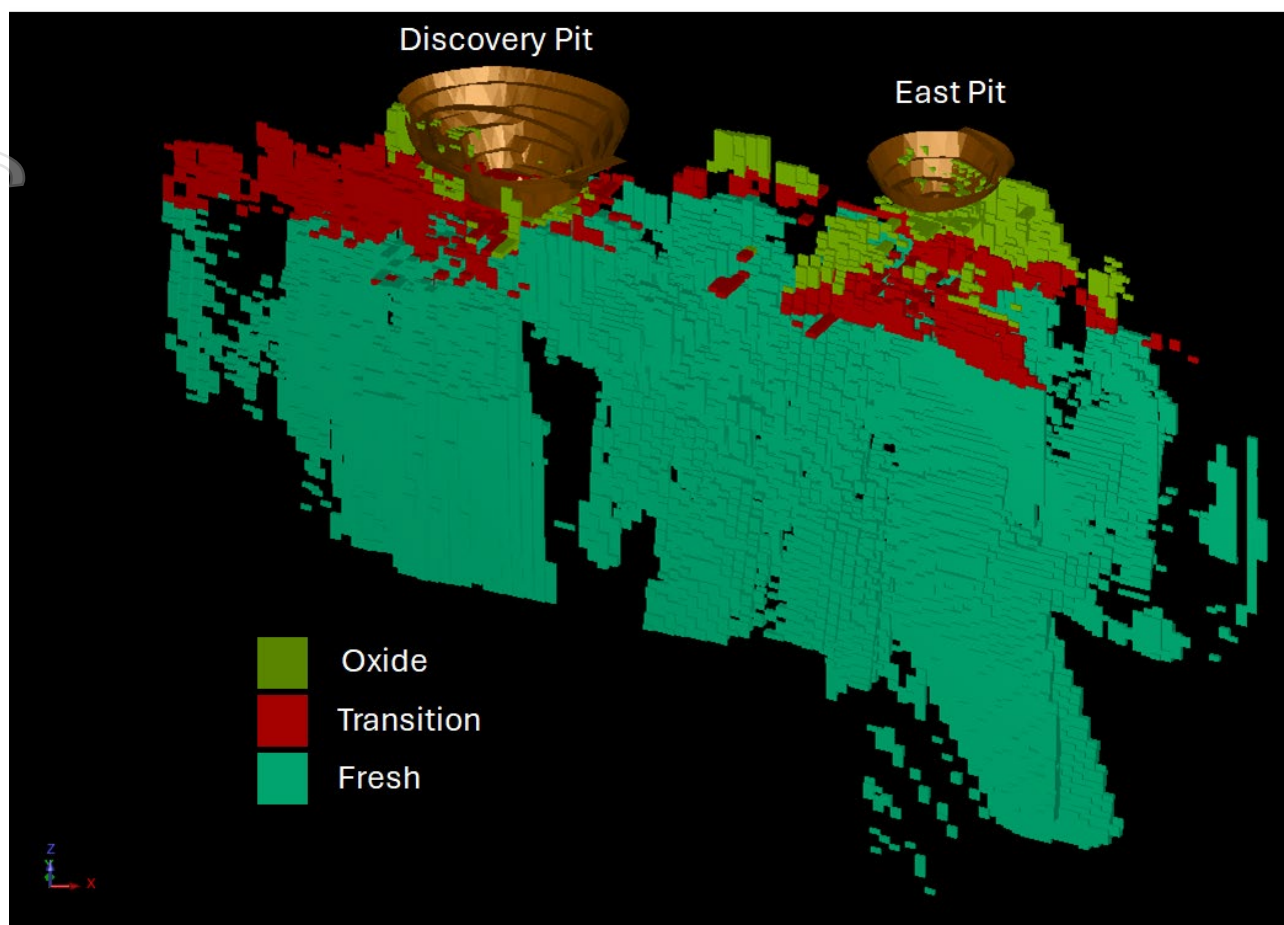 Discovery Pit
East Pit
Oxide
Transition
Fresh
Z
Y
X